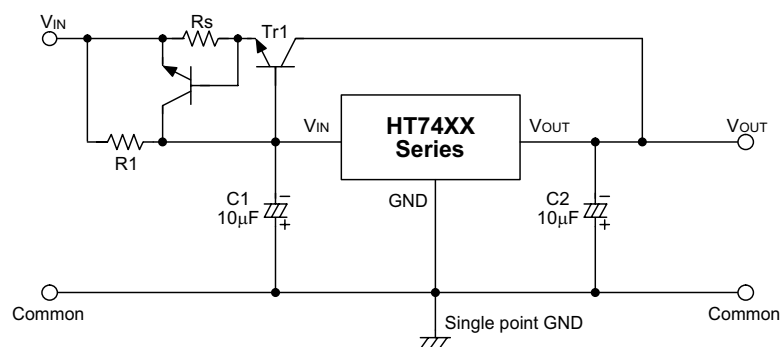 VIN
Rs
Tr1
R1
VIN
HT74XX
Series
VOUT
VOUT
GND
C1
10μF
−
+
C2
10μF
−
+
Common
Common
Single point GND